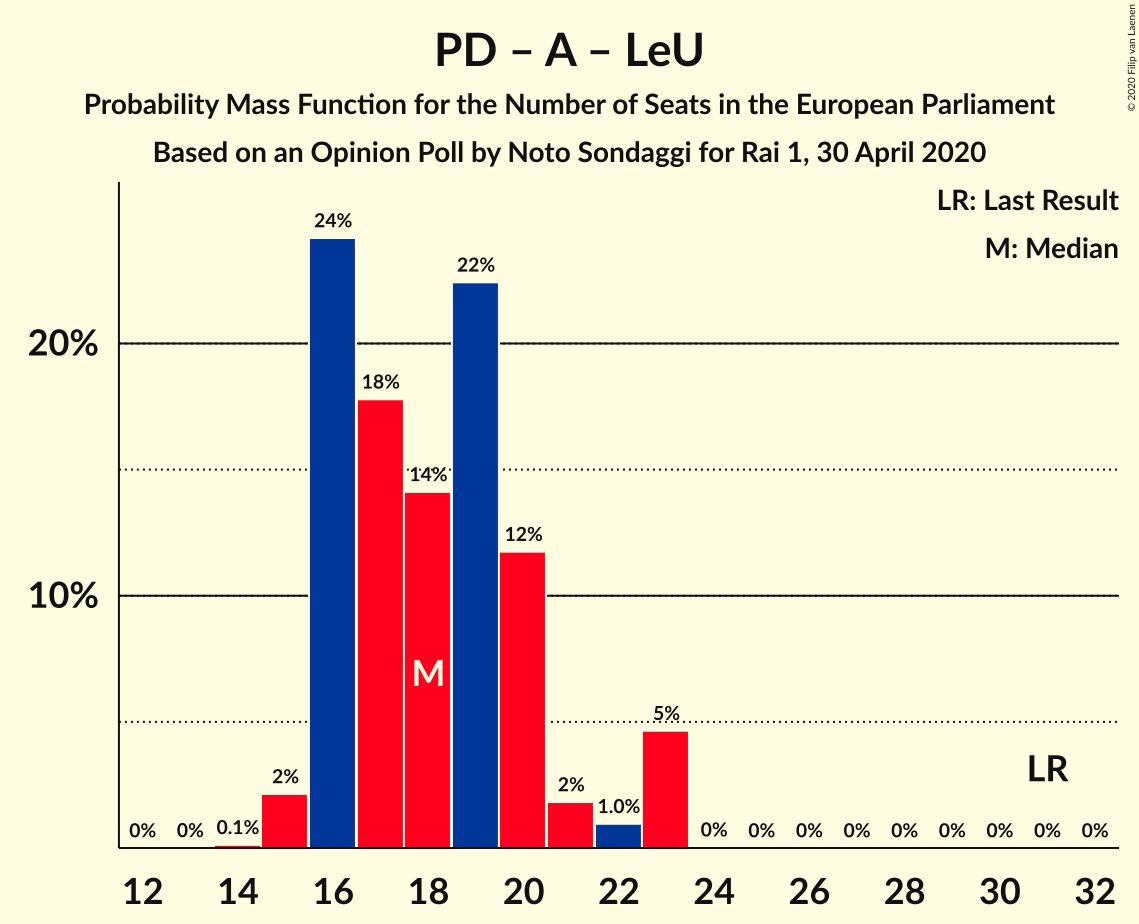 PD – A – LeU
Probability Mass Function for the Number of Seats in the European Parliament
Based on an Opinion Poll by Noto Sondaggi for Rai 1, 30 April 2020
© 2020 Filip van Laenen
LR: Last Result
M: Median
20%
10%
0%
0%
0.1%
2%
24%
18%
14%
22%
12%
2%
1.0%
5%
0%
0%
0%
0%
0%
0%
0%
0%
0%
M
LR
12 14 16 18 20 22 24 26 28 30 32